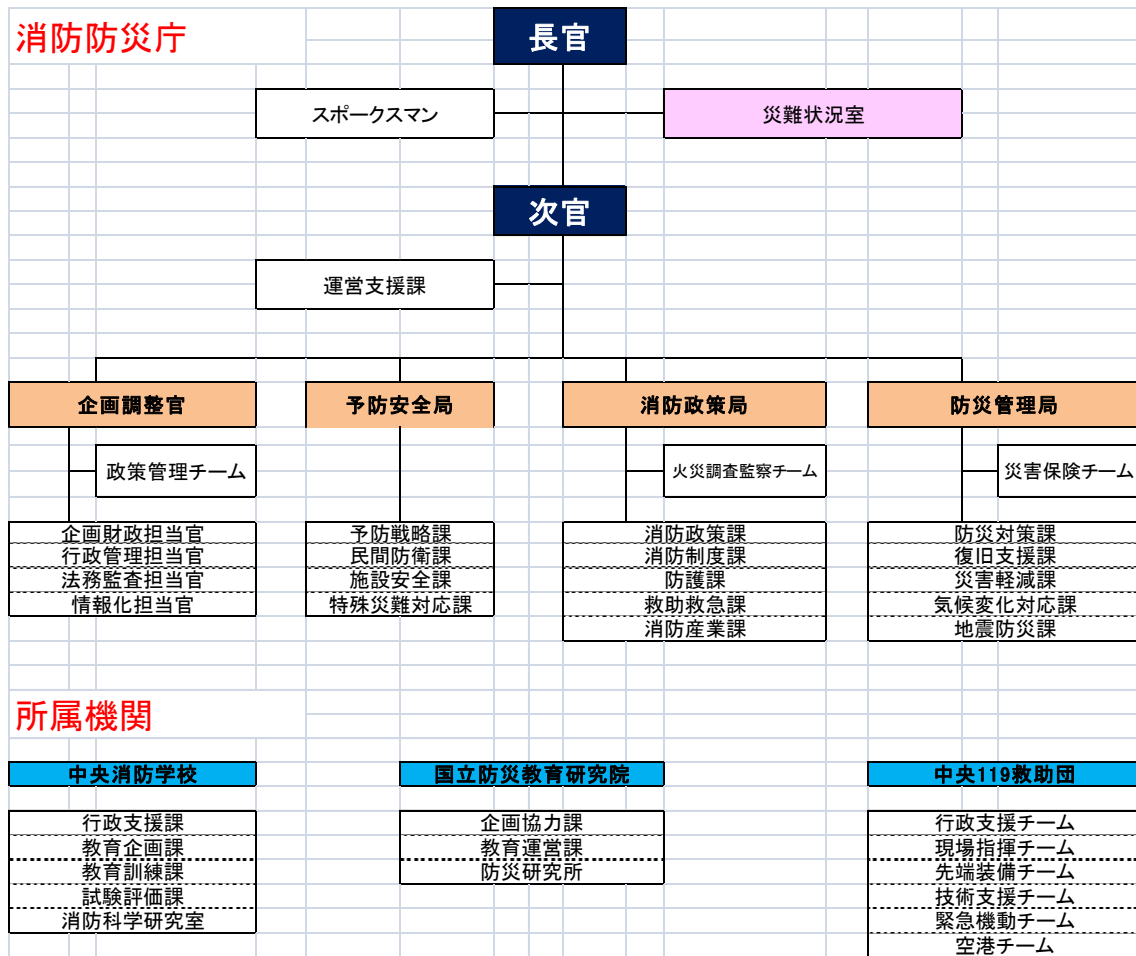 消防防災庁
長官
スポークスマン
災難状況室
次官
運営支援課
企画調整官
予防安全局
消防政策局
防災管理局
政策管理チーム
火災調査監察チーム
災害保険チーム
企画財政担当官
行政管理担当官
法務監査担当官
情報化担当官
予防戦略課
民間防衛課
施設安全課
特殊災難対応課
消防政策課
消防制度課
防護課
救助救急課
消防産業課
防災対策課
復旧支援課
災害軽減課
気候変化対応課
地震防災課
所属機関
中央消防学校
国立防災教育研究院
中央119救助団
行政支援課
教育企画課
教育訓練課
試験評価課
消防科学研究室
企画協力課
教育運営課
防災研究所
行政支援チーム
現場指揮チーム
先端装備チーム
技術支援チーム
緊急機動チーム
空港チーム